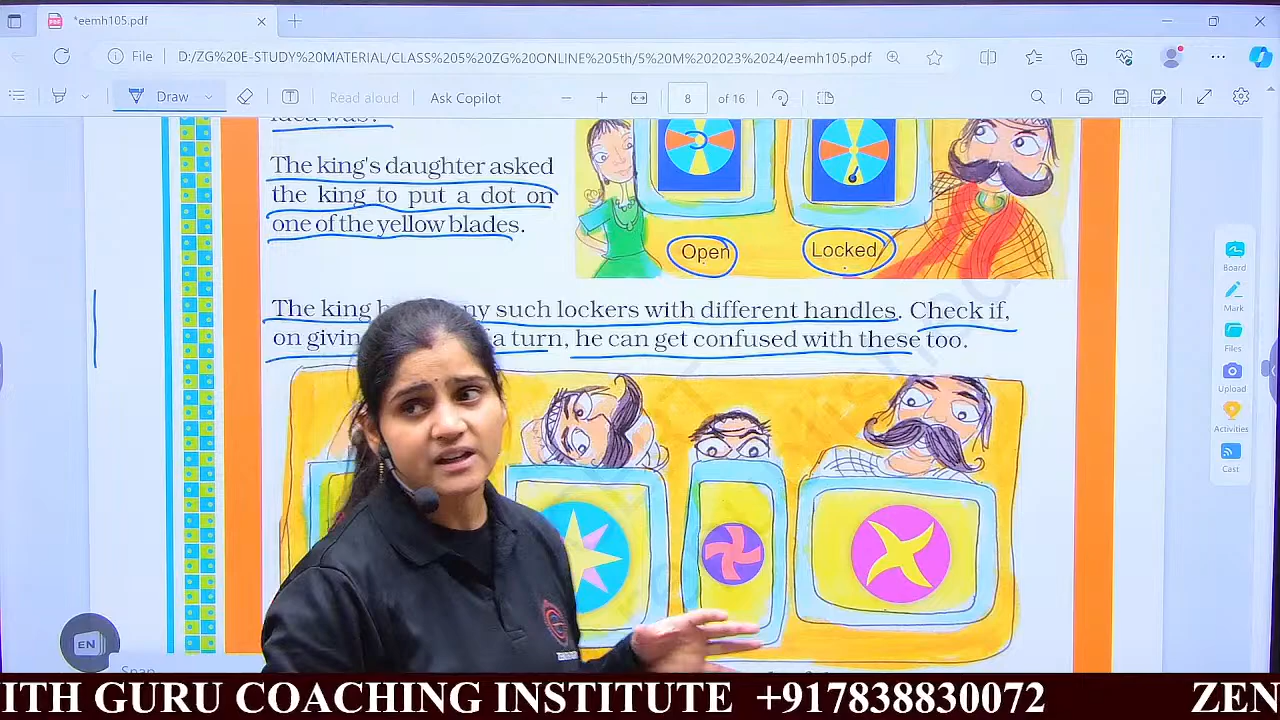 *eemh105.pdf
File
D:/ZG%20E-STUDY%20MATERIAL/CLASS%205%20ZG%20ONLINE%205th/5%20M%202023%2024/eemh105.pdf
Draw
Read aloud
Ask Copilot
8
of 16
idea was?
The king's daughter asked
the king to put a dot on
one of the yellow blades.
Open
Locked
The king
such lockers with different handles. Check if,
a turn, he can get confused with these too.
Board
Mark
Files
Upload
Activities
Cast
EN
ITH GURU COACHING INSTITUTE +917838830072 ZEN